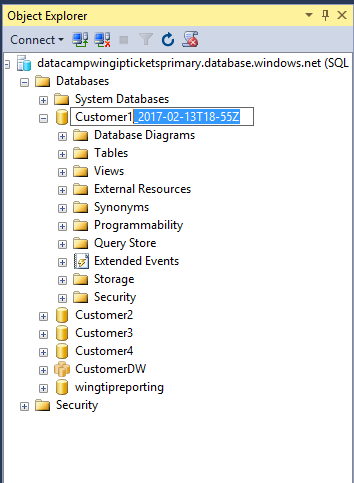 Object Explorer
Connect
datacampwingipticketsprimary.database.windows.net (SQL
Databases
System Databases
Customer1_2017-02-13T18-55Z
Database Diagrams
Tables
Views
External Resources
Synonyms
Programmability
Query Store
Extended Events
Storage
Security
Customer2
Customer3
Customer4
CustomerDW
wingtipreporting
Security